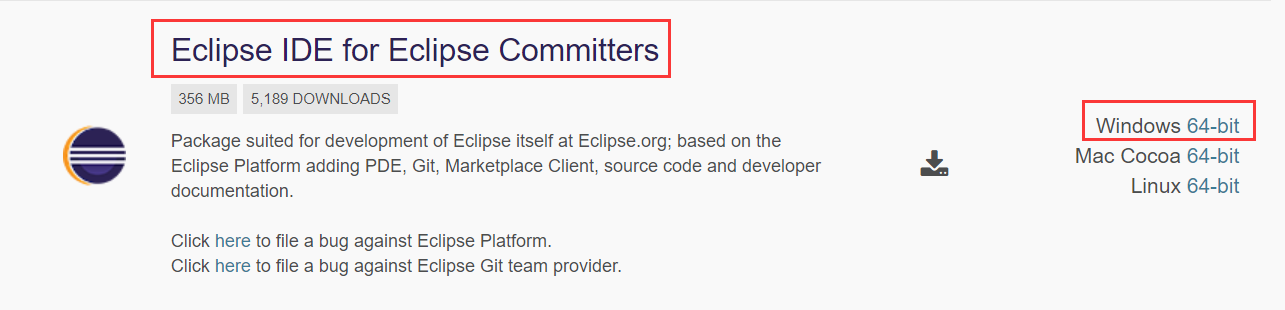 Eclipse IDE for Eclipse Committers
356 MB 5,189 DOWNLOADS
Package suited for development of Eclipse itself at Eclipse.org; based on the
Eclipse Platform adding PDE, Git, Marketplace Client, source code and developer
documentation.
Click here to file a bug against Eclipse Platform.
Click here to file a bug against Eclipse Git team provider.
Windows 64-bit
Mac Cocoa 64-bit
Linux 64-bit